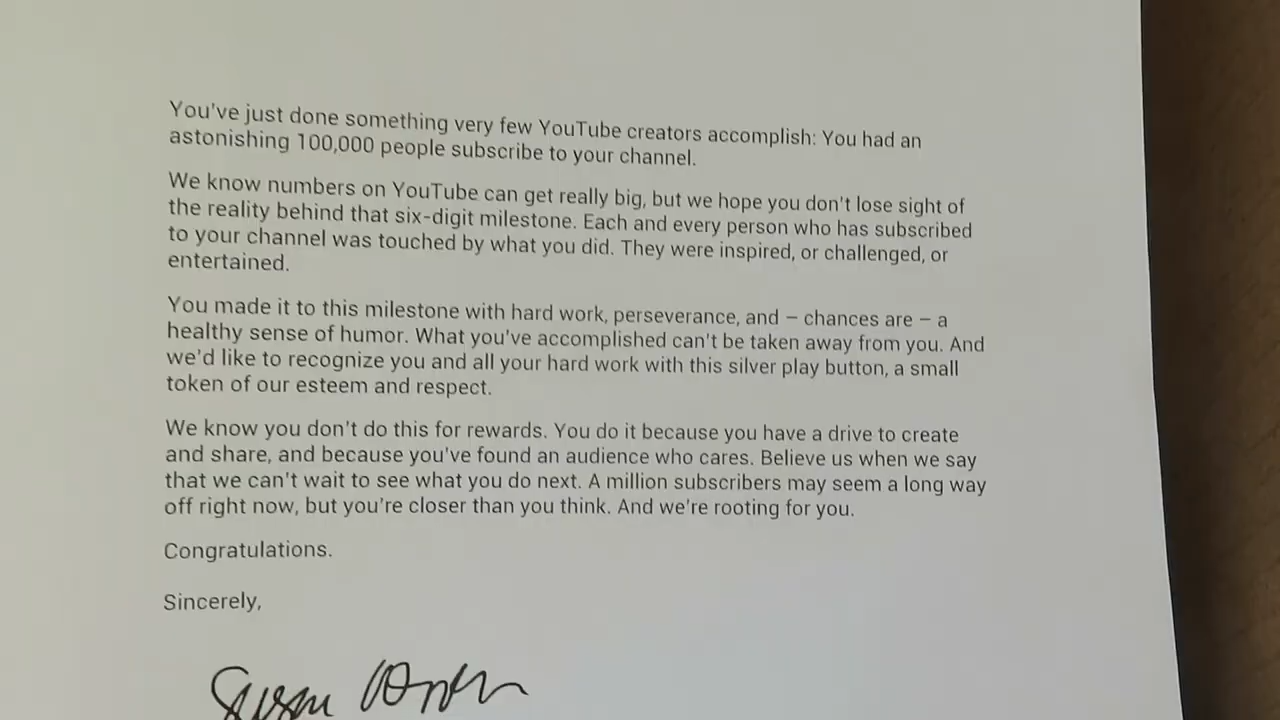 You've just done something very few YouTube creators accomplish: You had an
astonishing 100,000 people subscribe to your channel.
We know numbers on YouTube can get really big, but we hope you don't lose sight of
the reality behind that six-digit milestone. Each and every person who has subscribed
to your channel was touched by what you did. They were inspired, or challenged, or
entertained.
You made it to this milestone with hard work, perseverance, and – chances are – a
healthy sense of humor. What you've accomplished can't be taken away from you. And
we'd like to recognize you and all your hard work with this silver play button, a small
token of our esteem and respect.
We know you don't do this for rewards. You do it because you have a drive to create
and share, and because you've found an audience who cares. Believe us when we say
that we can't wait to see what you do next. A million subscribers may seem a long way
off right now, but you're closer than you think. And we're rooting for you.
Congratulations.
Sincerely,
Susan